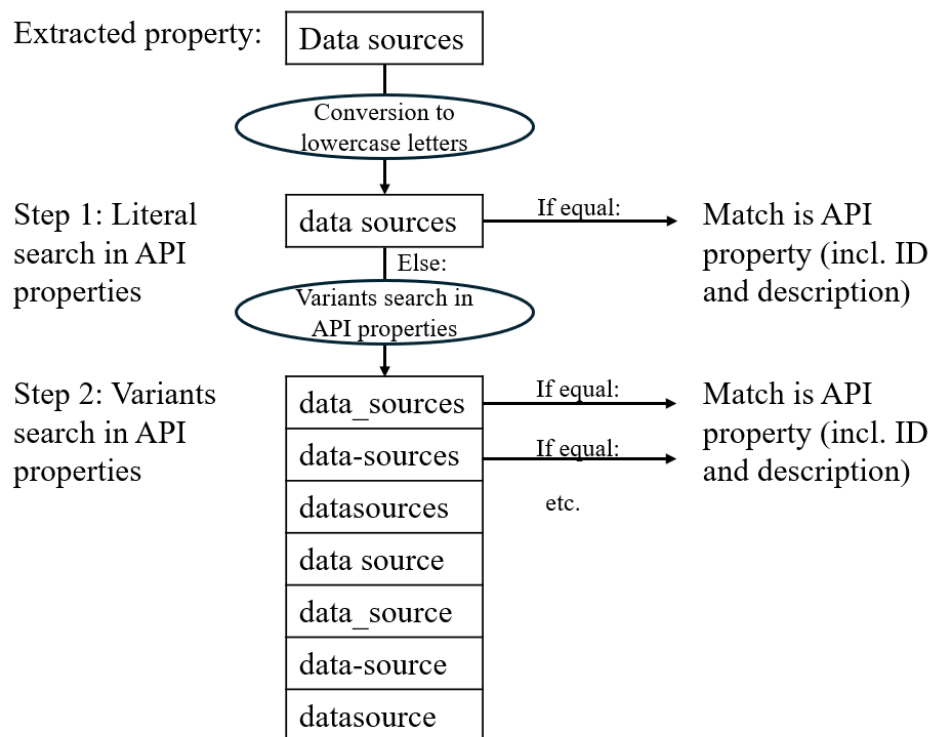 Extracted property:
Data sources
Conversion to
lowercase letters
Step 1: Literal
search in API
properties
data sources
If equal:
Match is API
property (incl. ID
and description)
Else:
Variants search in
API properties
Step 2: Variants
search in API
properties
data_sources
If equal:
Match is API
property (incl. ID
and description)
data-sources
If equal:
datasources
etc.
data source
data_source
data-source
datasource